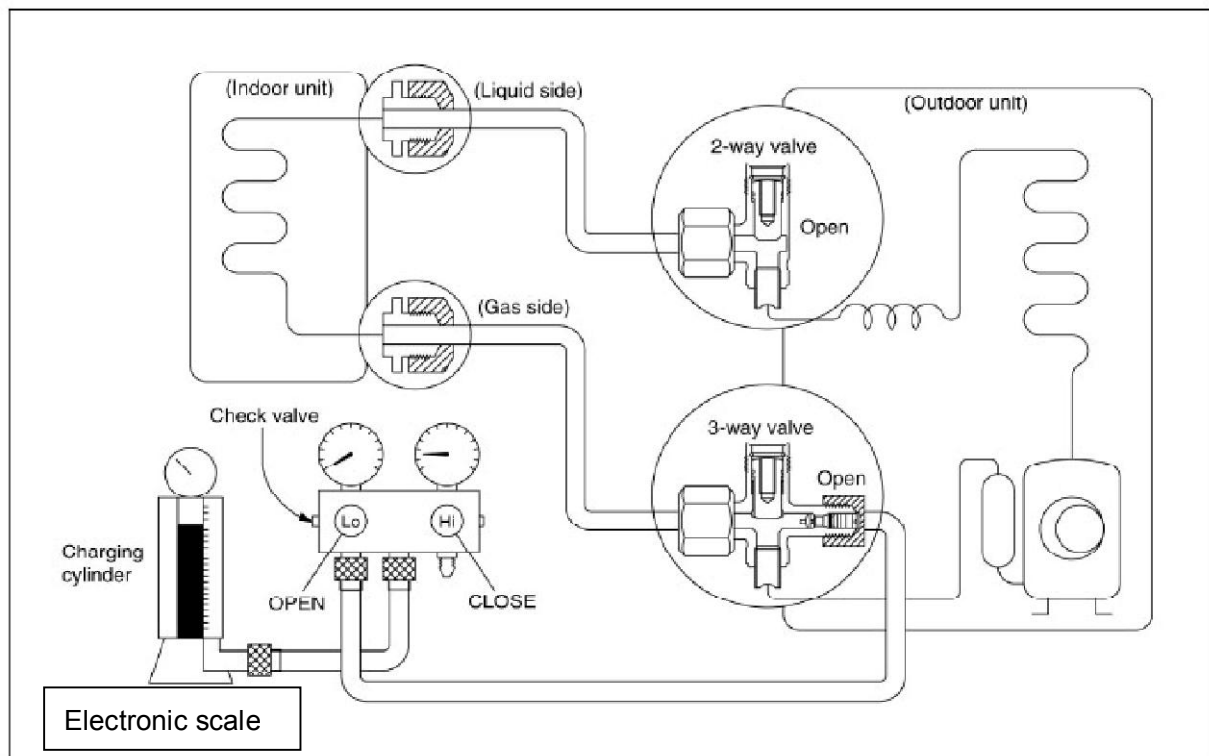 (Indoor unit)
(Liquid side)
(Outdoor unit)
2-way valve
Open
(Gas side)
Check valve
3-way valve
Open
Lo
Hi
Charging
cylinder
OPEN
CLOSE
Electronic scale